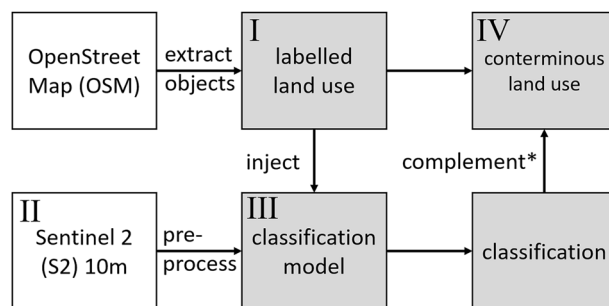 OpenStreet
Map (OSM)
extract
objects
I
labelled
land use
IV
conterminous
land use
inject
complement*
II
Sentinel 2
(S2) 10m
pre-
process
III
classification
model
classification